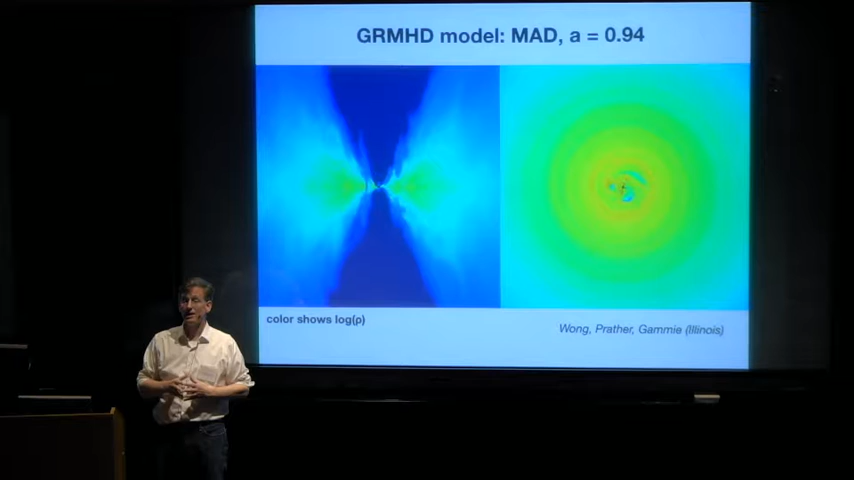 GRMHD model: MAD, a = 0.94
color shows log(ρ)
Wong, Prather, Gammie (Illinois)